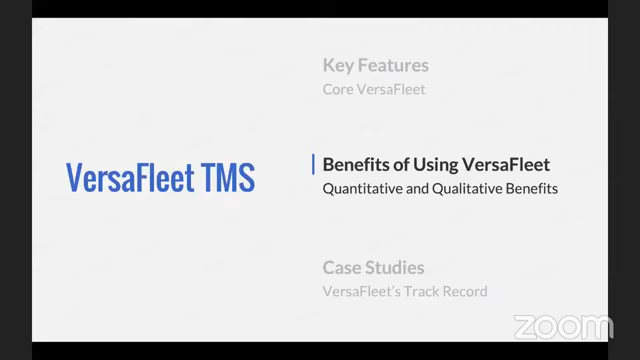 Key Features
Core VersaFleet
VersaFleet TMS
Benefits of Using VersaFleet
Quantitative and Qualitative Benefits
Case Studies
VersaFleet's Track Record
zoom